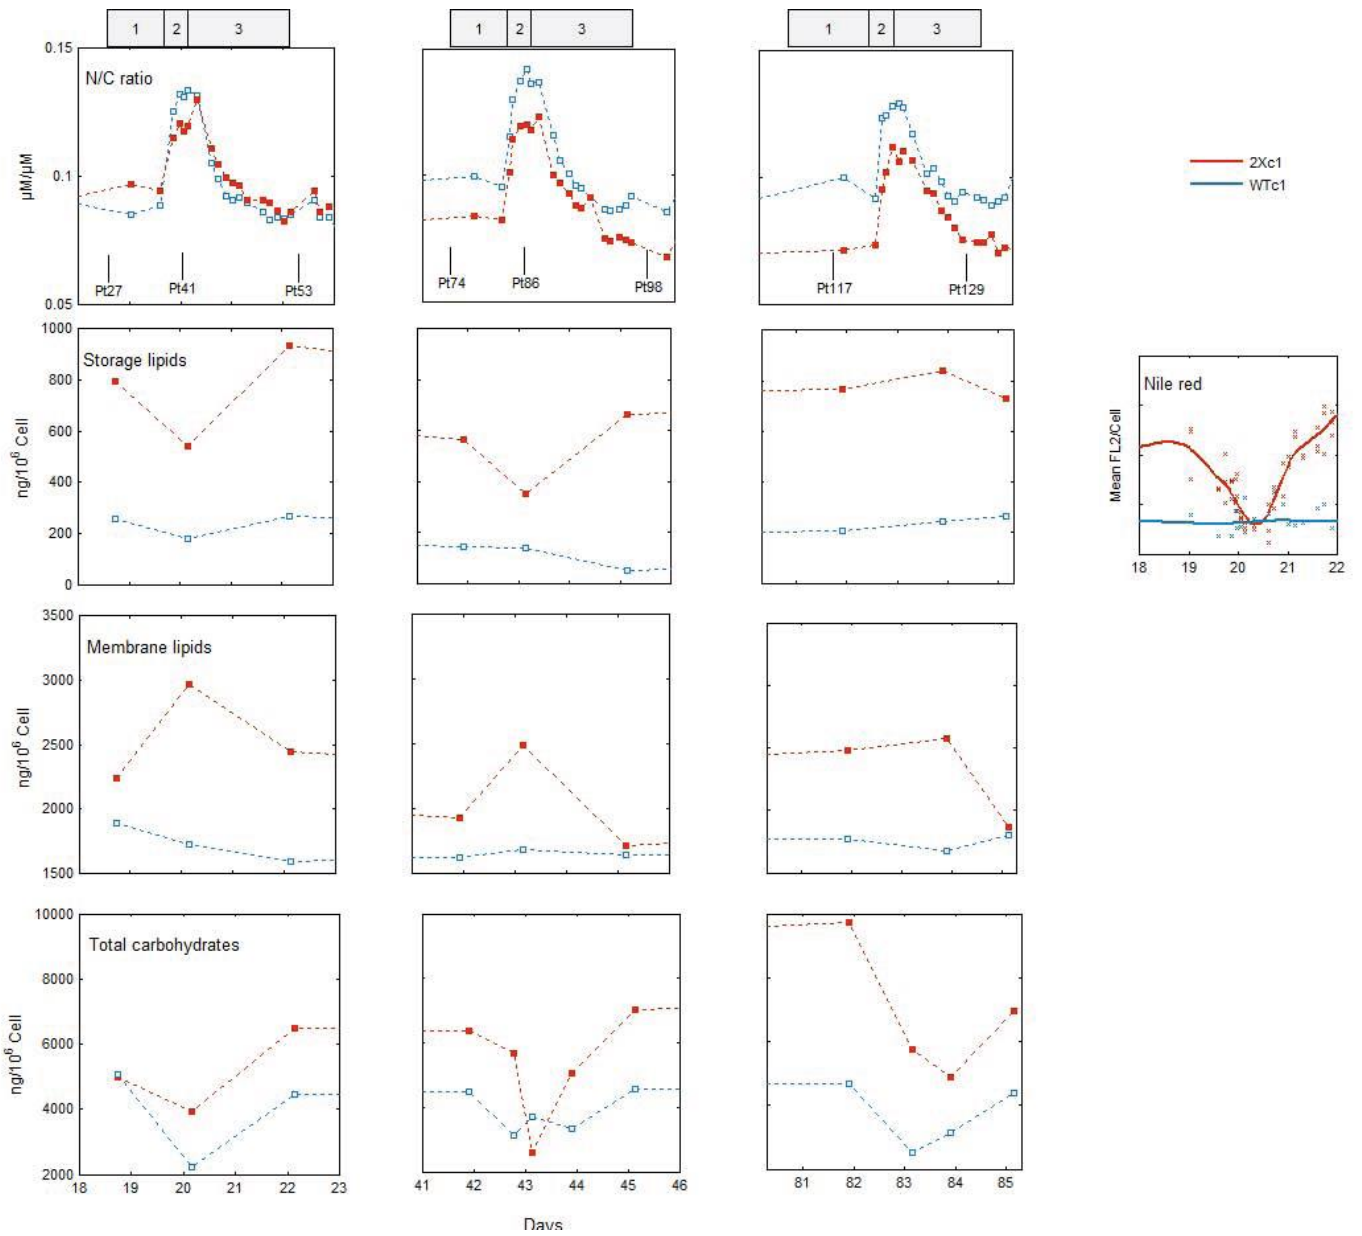 1 2 3 1 2 3 1 2 3
0.15
N/C ratio
µM/µM
0.1
0.05
Pt27 Pt41 Pt53
Pt74 Pt86 Pt98
Pt117 Pt129
2Xc1
WTc1
1000
Storage lipids
800
600
400
200
0
ng/10⁶ Cell
Nile red
Mean FL2/Cell
18 19 20 21 22
3500
Membrane lipids
3000
2500
2000
1500
ng/10⁶ Cell
10000
Total carbohydrates
8000
6000
4000
2000
ng/10⁶ Cell
18 19 20 21 22 23
41 42 43 44 45 46
81 82 83 84 85
Days